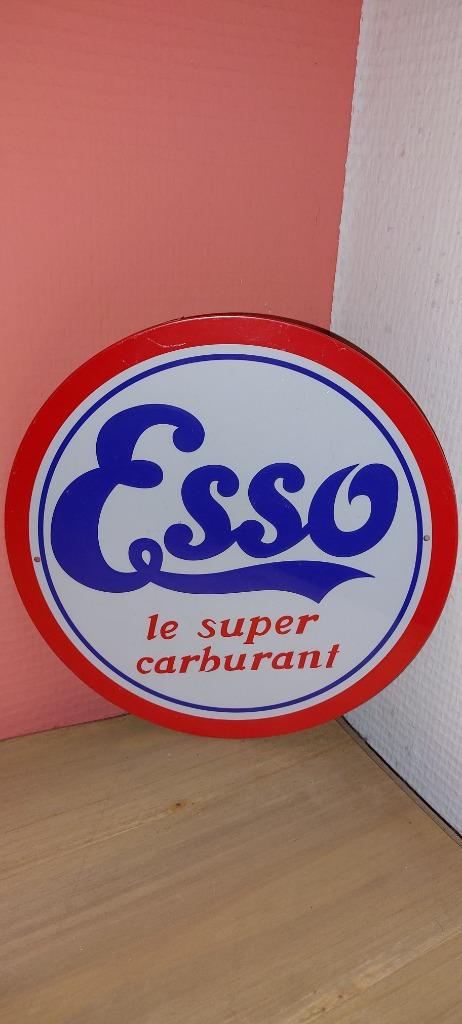 Esso
le super
carburant